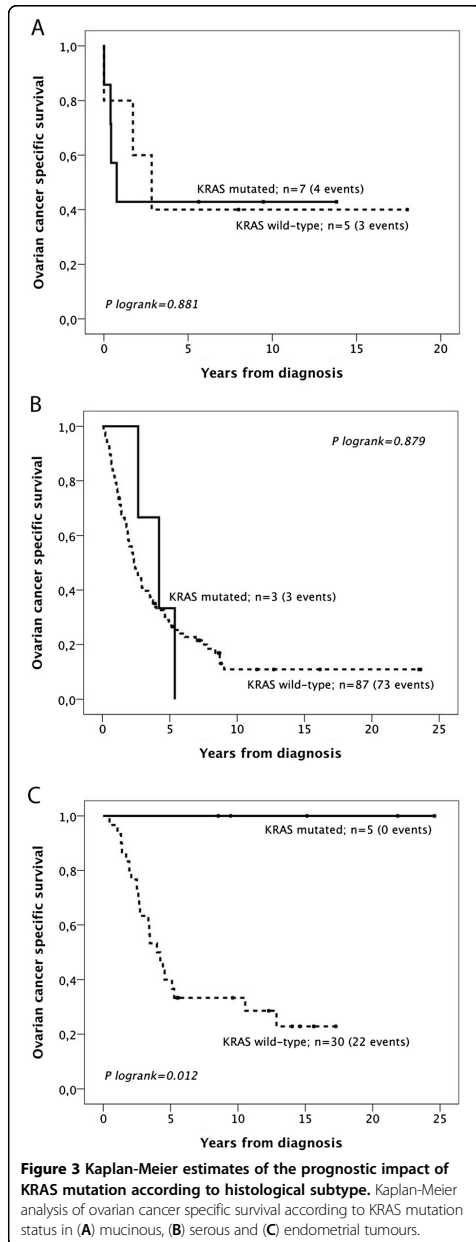 A
Ovarian cancer specific survival
1,0
0,8
0,6
0,4
0,2
0,0
KRAS mutated; n=7 (4 events)
KRAS wild-type; n=5 (3 events)
P logrank=0.881
0 5 10 15 20
Years from diagnosis
B
Ovarian cancer specific survival
1,0
0,8
0,6
0,4
0,2
0,0
P logrank=0.879
KRAS mutated; n=3 (3 events)
KRAS wild-type; n=87 (73 events)
0 5 10 15 20 25
Years from diagnosis
C
Ovarian cancer specific survival
1,0
0,8
0,6
0,4
0,2
0,0
KRAS mutated; n=5 (0 events)
KRAS wild-type; n=30 (22 events)
P logrank=0.012
0 5 10 15 20 25
Years from diagnosis
Figure 3 Kaplan-Meier estimates of the prognostic impact of
KRAS mutation according to histological subtype. Kaplan-Meier
analysis of ovarian cancer specific survival according to KRAS mutation
status in (A) mucinous, (B) serous and (C) endometrial tumours.